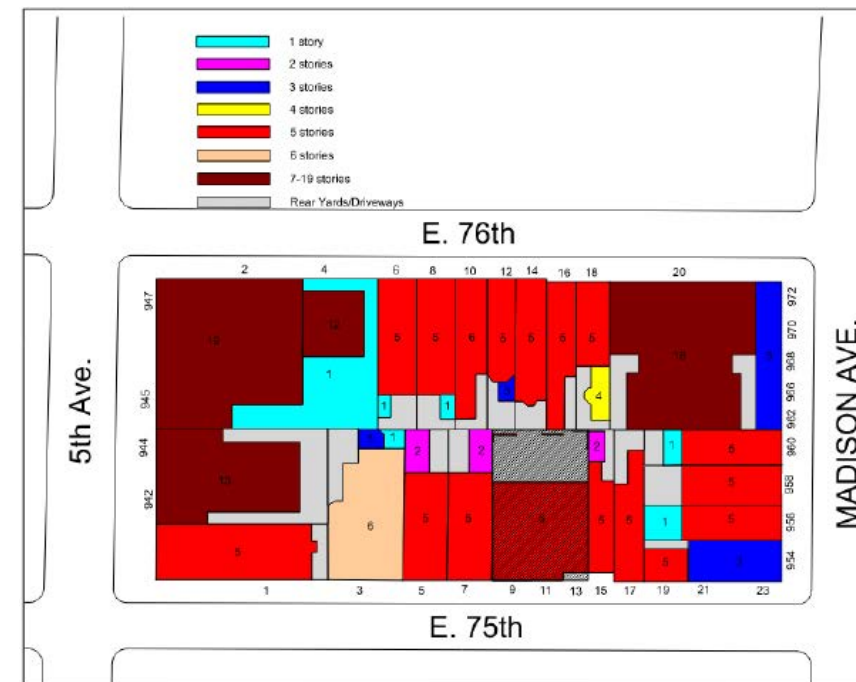 1 story
2 stories
3 stories
4 stories
5 stories
6 stories
7-19 stories
Rear Yards/Driveways
E. 76th
2 4 6 8 10 12 14 16 18 20
5th Ave.
947
945
944
942
MADISON AVE.
972
970
968
966
962
960
958
956
954
12
5 5 5 5 5 5
1
1 1
4
1
2 2
2
1
6
5 5
5
5
5
1
5
5
1 3 5 7 9 11 13 15 17 19 21 23
E. 75th